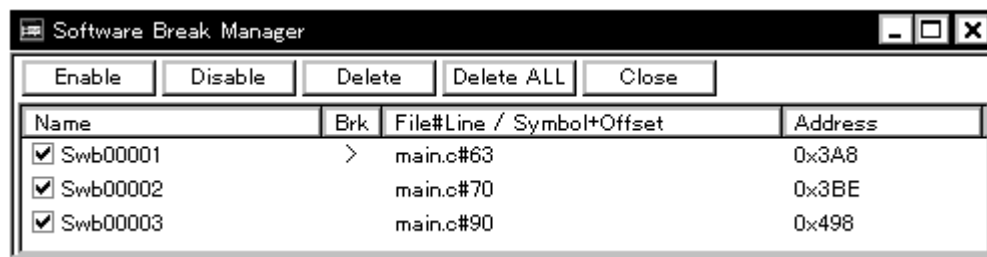 Software Break Manager
Enable Disable Delete Delete ALL Close
Name Brk File#Line / Symbol+Offset Address
Swb00001 > main.c#63 0x3A8
Swb00002 main.c#70 0x3BE
Swb00003 main.c#90 0x498